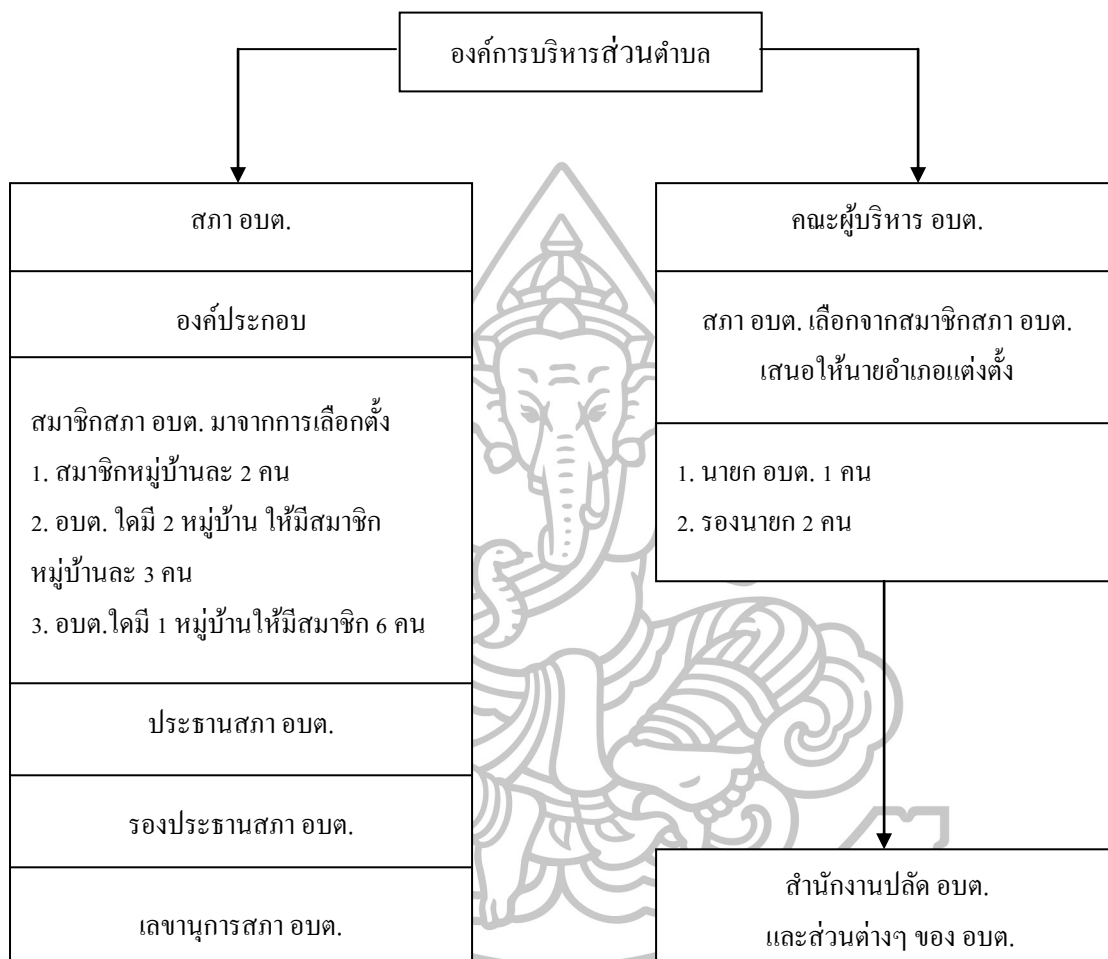 องค์การบริหารส่วนตำบล
สภา อบต.
องค์ประกอบ
สมาชิกสภา อบต. มาจากการเลือกตั้ง
1. สมาชิกหมู่บ้านละ 2 คน
2. อบต. ใดมี 2 หมู่บ้าน ให้มีสมาชิก
หมู่บ้านละ 3 คน
3. อบต.ใดมี 1 หมู่บ้านให้มีสมาชิก 6 คน
ประธานสภา อบต.
รองประธานสภา อบต.
เลขานุการสภา อบต.
คณะผู้บริหาร อบต.
สภา อบต. เลือกจากสมาชิกสภา อบต.
เสนอให้นายอำเภอแต่งตั้ง
1. นายก อบต. 1 คน
2. รองนายก 2 คน
สำนักงานปลัด อบต.
และส่วนต่างๆ ของ อบต.